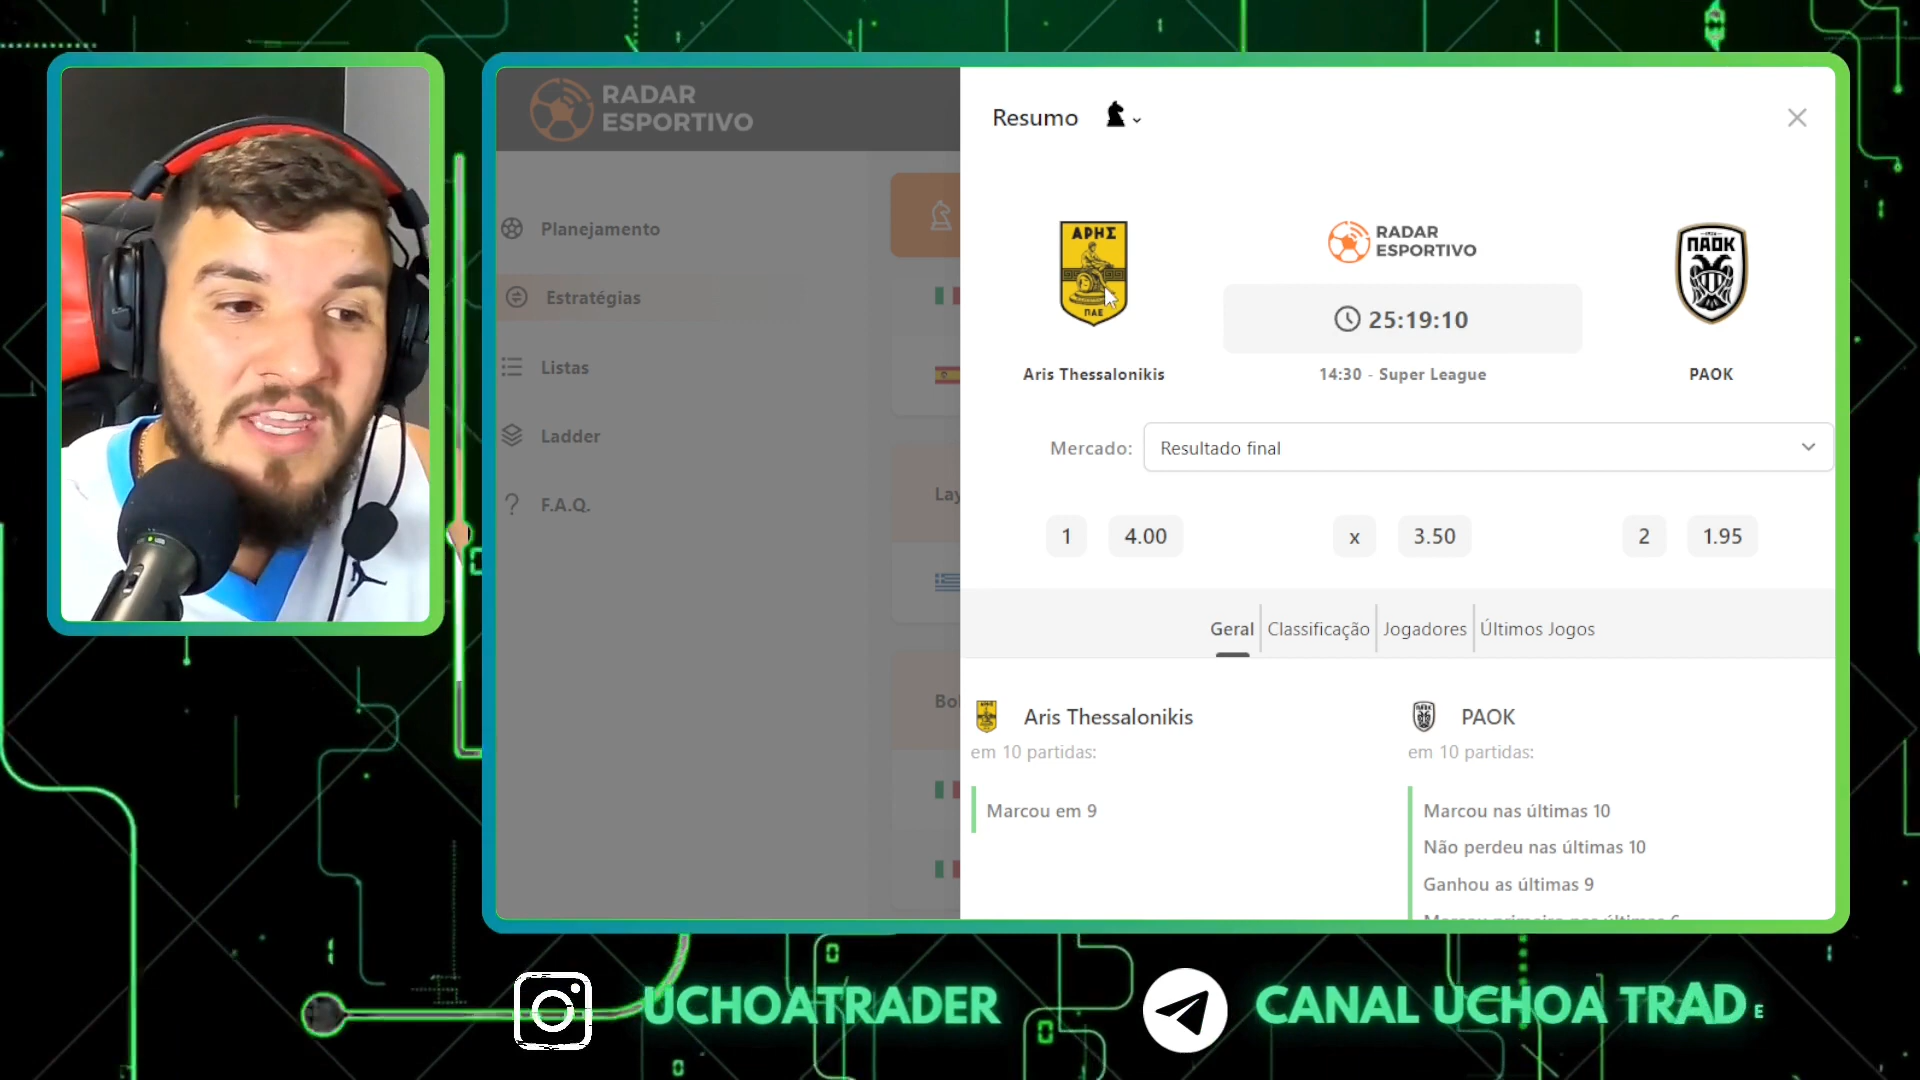 RADAR
ESPORTIVO
Planejamento
Estratégias
Listas
Ladder
F.A.Q.
Lay
Bol
Resumo
ΑΡΗΣ
ΠΑΕ
RADAR
ESPORTIVO
ΠΑΟΚ
25:19:10
Aris Thessalonikis
14:30 - Super League
PAOK
Mercado:
Resultado final
1
4.00
x
3.50
2
1.95
Geral
Classificação
Jogadores
Últimos Jogos
Aris Thessalonikis
PAOK
em 10 partidas:
em 10 partidas:
Marcou em 9
Marcou nas últimas 10
Não perdeu nas últimas 10
Ganhou as últimas 9
UCHOATRADER
CANAL UCHOA TRADE